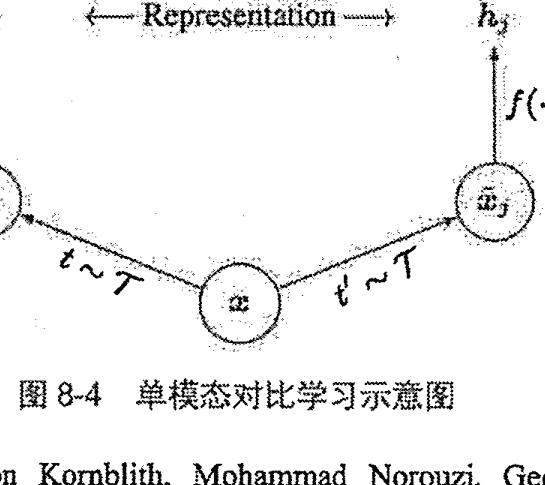 ← Representation → h_j
f(·
x̃_j
t ~ T
t' ~ T
x
图 8-4 单模态对比学习示意图
on Kornblith, Mohammad Norouzi, Geo